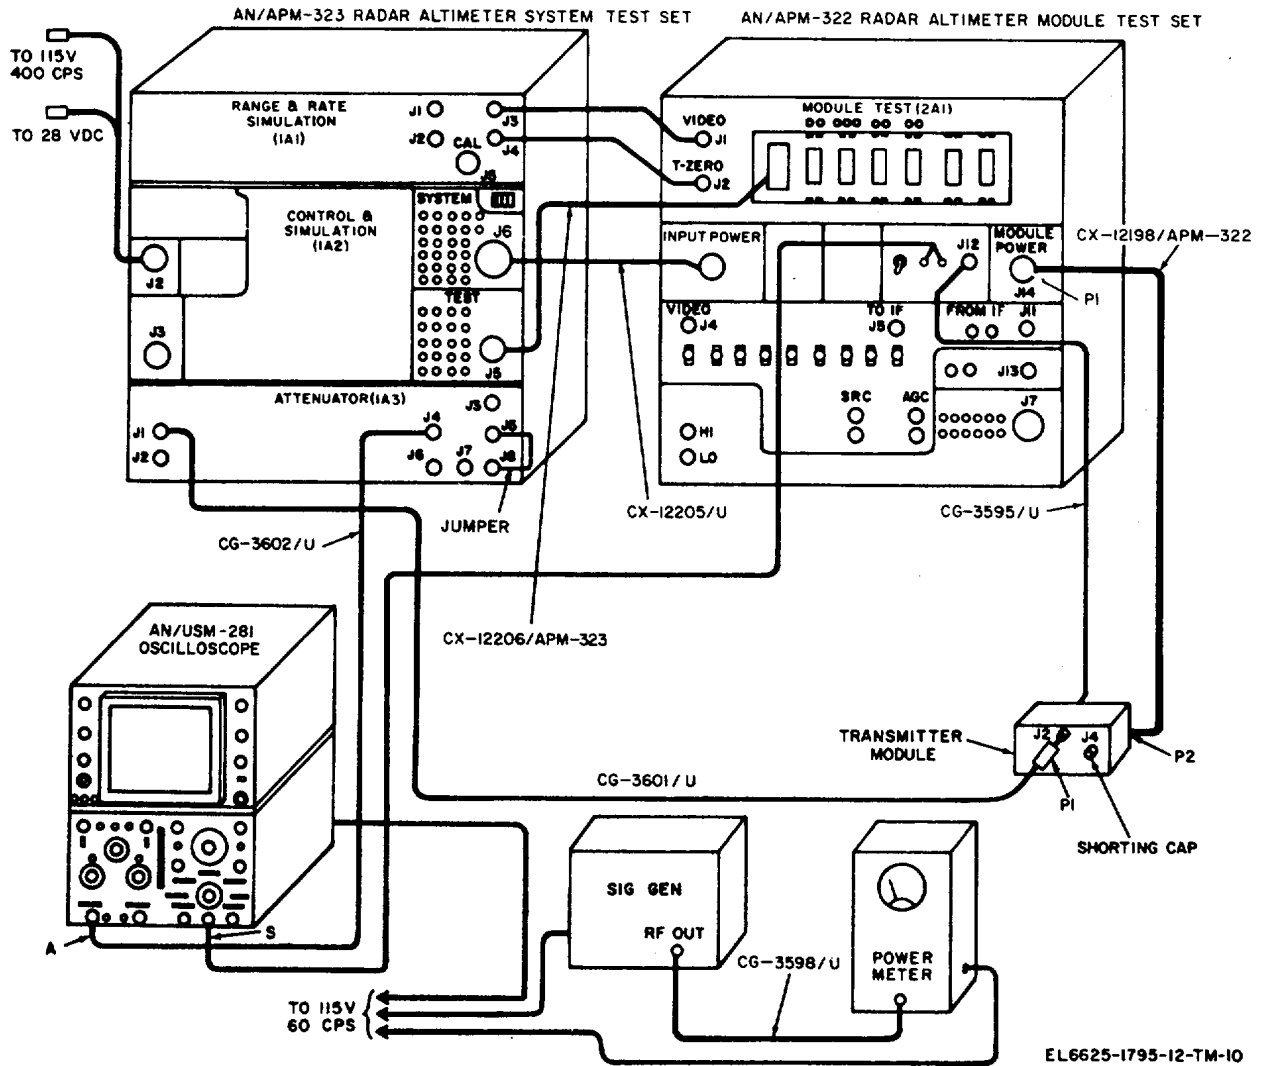 AN/APM-323 RADAR ALTIMETER SYSTEM TEST SET
AN/APM-322 RADAR ALTIMETER MODULE TEST SET
TO 115V
400 CPS
TO 28 VDC
RANGE & RATE
SIMULATION
(1A1)
J1
J2
J3
J4
CAL
J5
CONTROL &
SIMULATION
(1A2)
SYSTEM
J6
TEST
J5
J2
J3
ATTENUATOR(1A3)
J1
J2
J3
J4
J5
J6
J7
J8
JUMPER
MODULE TEST(2A1)
VIDEO
J1
T-ZERO
J2
INPUT POWER
J12
MODULE
POWER
J14
P1
CX-12198/APM-322
VIDEO
J4
TO IF
J5
FROM IF
J11
J13
SRC
AGC
J7
HI
LO
CG-3602/U
CX-12205/U
CG-3595/U
CX-12206/APM-323
AN/USM-281
OSCILLOSCOPE
A
S
TRANSMITTER
MODULE
J2
J4
P2
P1
CG-3601/U
SHORTING CAP
SIG GEN
RF OUT
CG-3598/U
POWER
METER
TO 115V
60 CPS
EL6625-1795-12-TM-10